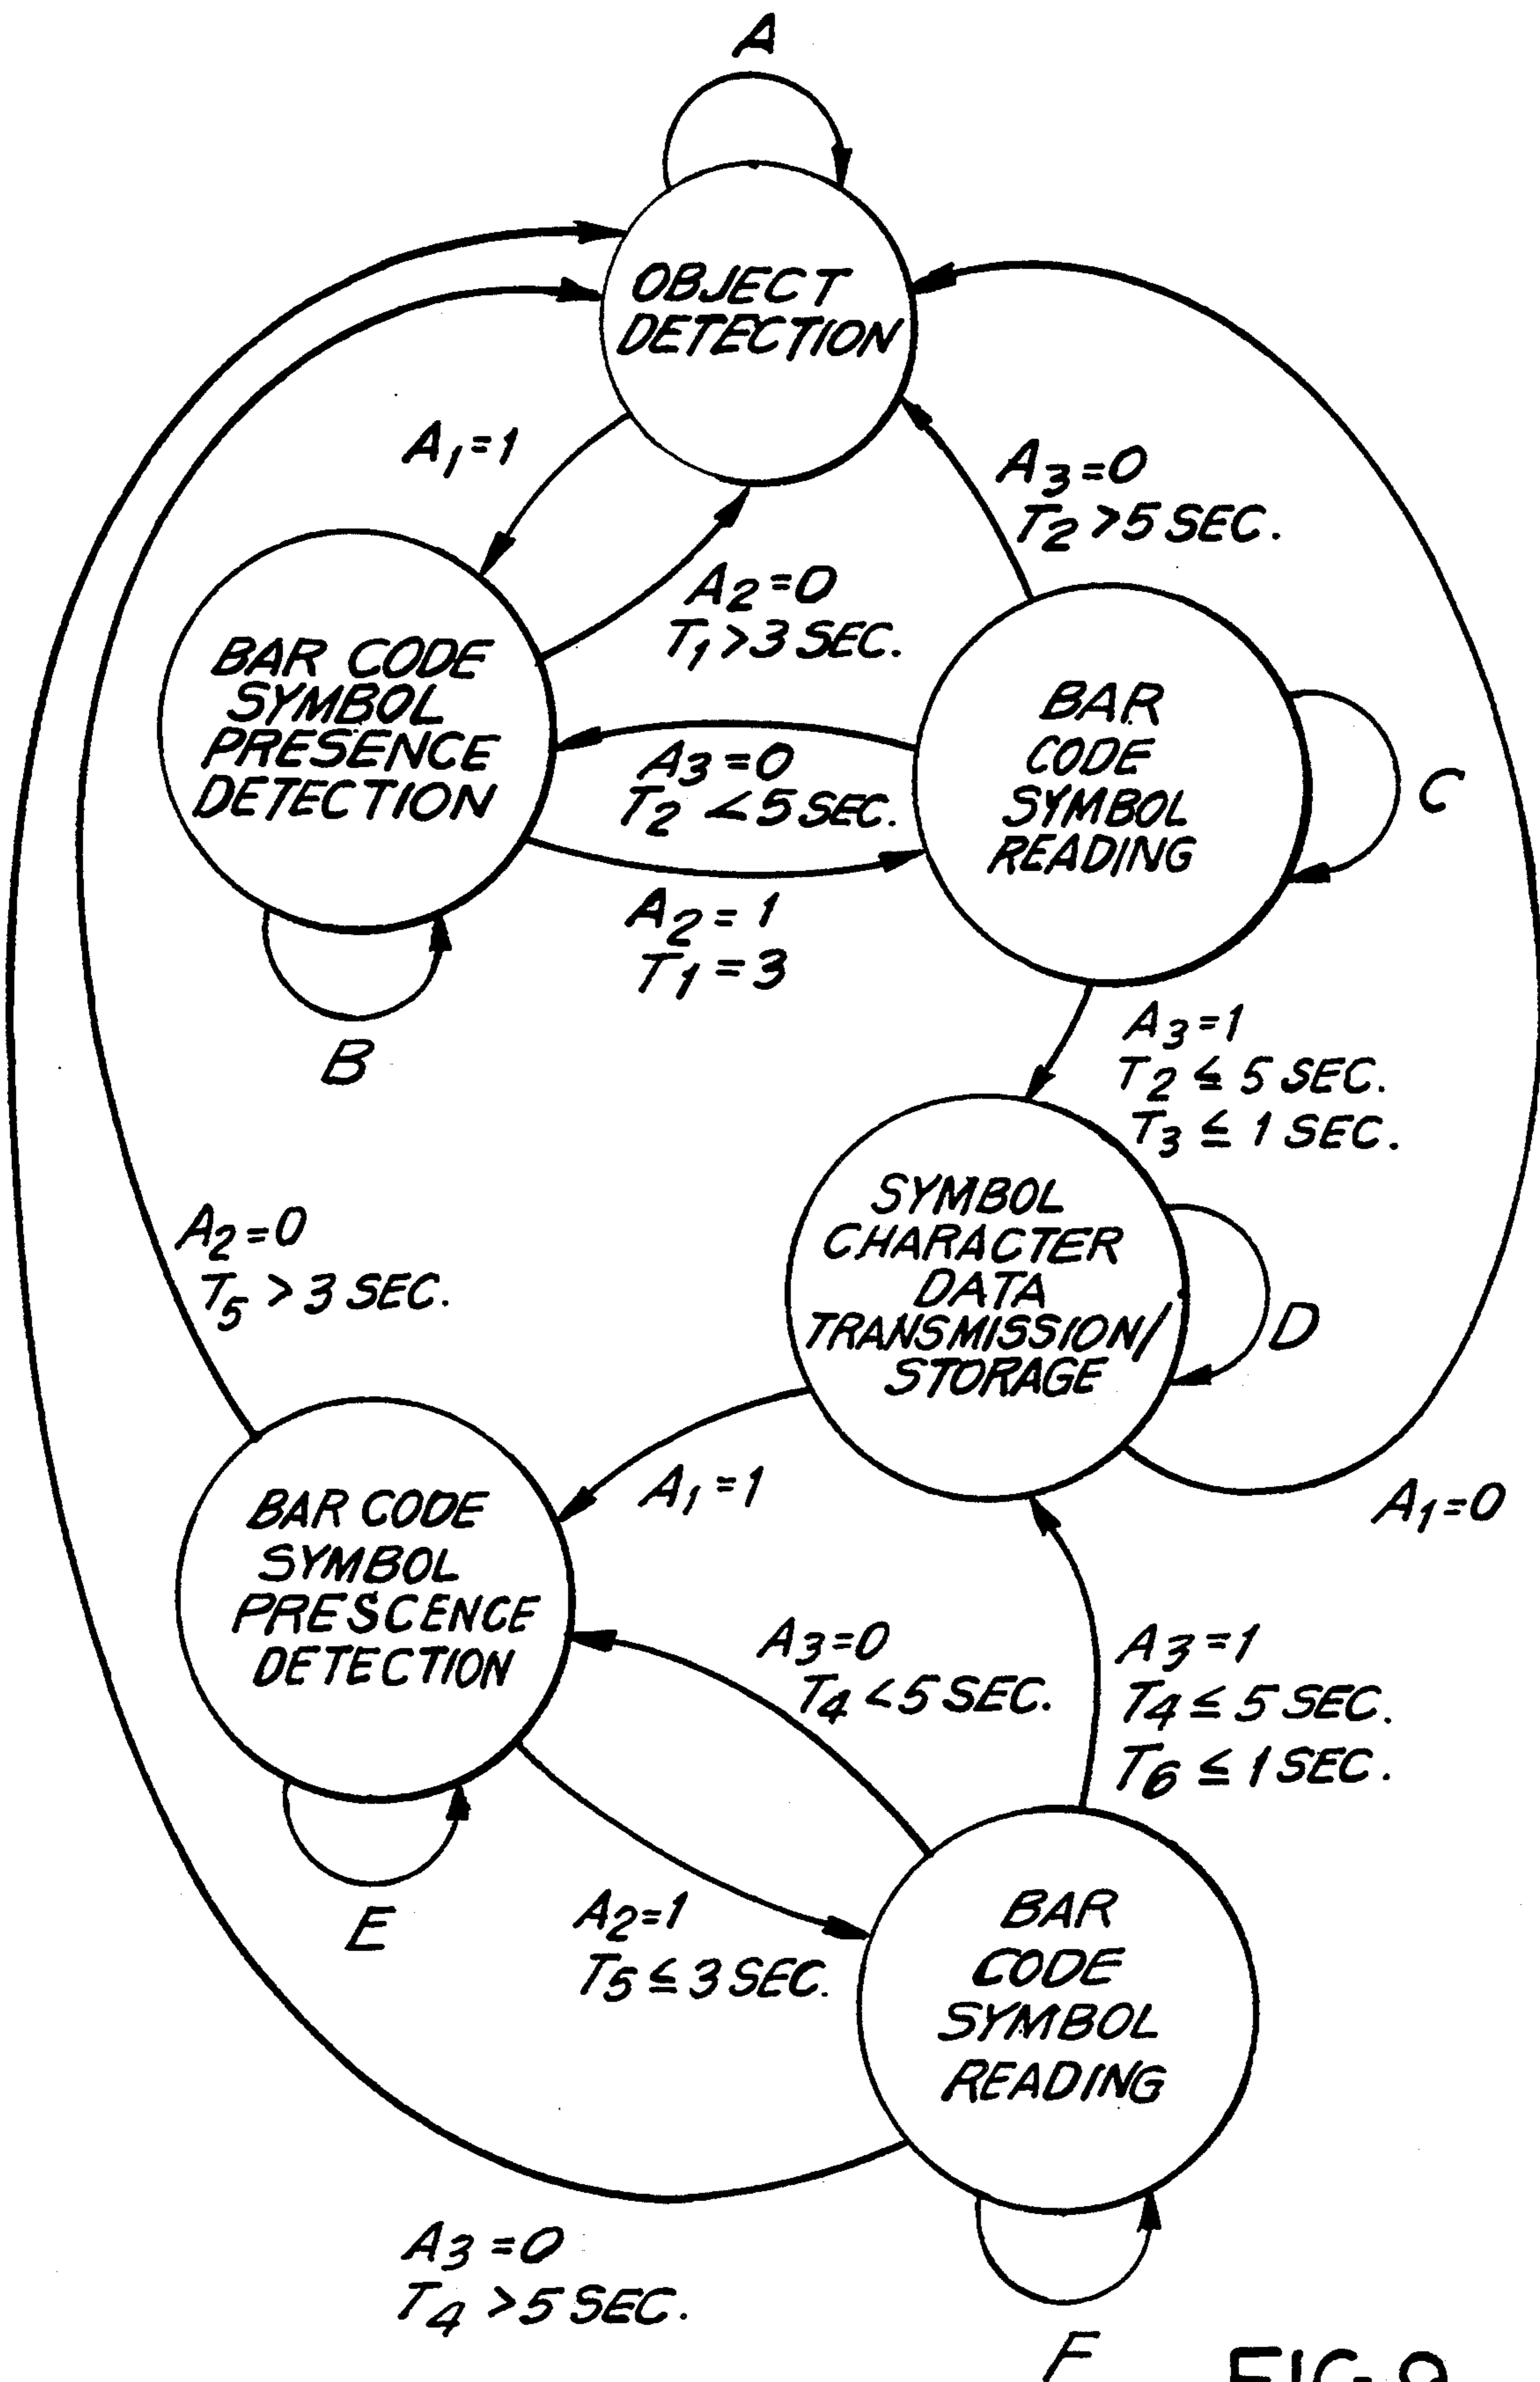 A
OBJECT
DETECTION
A1=1
A3=0
T2>5 SEC.
A2=0
T1>3 SEC.
BAR CODE
SYMBOL
PRESENCE
DETECTION
A3=0
T2<5 SEC.
BAR
CODE
SYMBOL
READING
C
A2=1
T1=3
B
A3=1
T2≤5 SEC.
T3≤1 SEC.
SYMBOL
CHARACTER
DATA
TRANSMISSION/
STORAGE
D
A2=0
T5>3 SEC.
A1=1
A1=0
BAR CODE
SYMBOL
PRESCENCE
DETECTION
A3=0
T4<5 SEC.
A3=1
T4≤5 SEC.
T6≤1 SEC.
E
A2=1
T5≤3 SEC.
BAR
CODE
SYMBOL
READING
A3=0
T4>5 SEC.
F